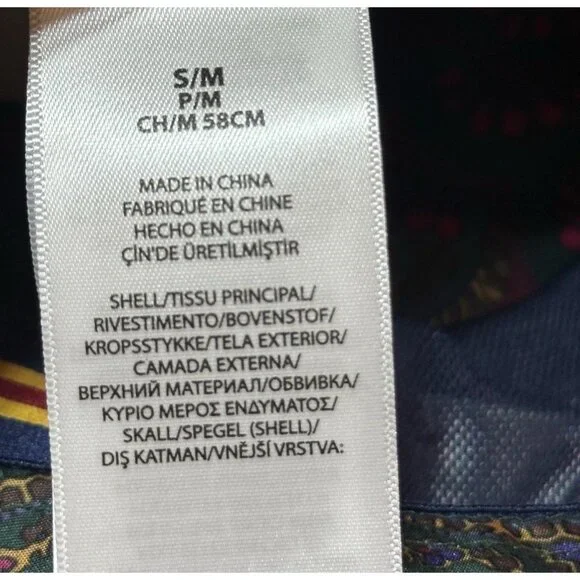 S/M
P/M
CH/M 58CM
MADE IN CHINA
FABRIQUÉ EN CHINE
HECHO EN CHINA
ÇİN'DE ÜRETİLMİŞTİR
SHELL/TISSU PRINCIPAL/
RIVESTIMENTO/BOVENSTOF/
KROPSSTYKKE/TELA EXTERIOR/
CAMADA EXTERNA/
ВЕРХНИЙ МАТЕРИАЛ/ОБВИВКА/
ΚΥΡΙΟ ΜΕΡΟΣ ΕΝΔΥΜΑΤΟΣ/
SKALL/SPEGEL (SHELL)/
DIŞ KATMAN/VNĚJŠÍ VRSTVA: